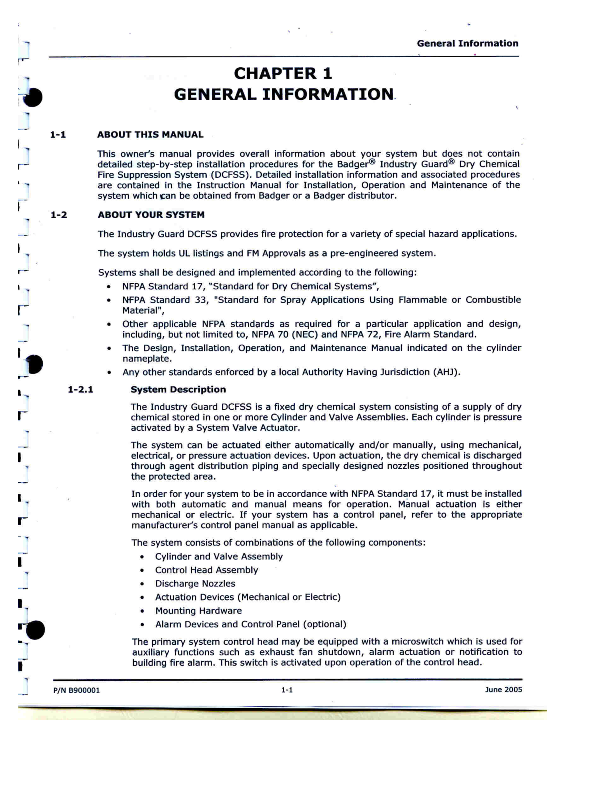 General Information
CHAPTER 1
GENERAL INFORMATION
1-1 ABOUT THIS MANUAL
This owner's manual provides overall information about your system but does not contain
detailed step-by-step installation procedures for the Badger® Industry Guard® Dry Chemical
Fire Suppression System (DCFSS). Detailed installation information and associated procedures
are contained in the Instruction Manual for Installation, Operation and Maintenance of the
system which can be obtained from Badger or a Badger distributor.
1-2 ABOUT YOUR SYSTEM
The Industry Guard DCFSS provides fire protection for a variety of special hazard applications.
The system holds UL listings and FM Approvals as a pre-engineered system.
Systems shall be designed and implemented according to the following:
• NFPA Standard 17, "Standard for Dry Chemical Systems",
• NFPA Standard 33, "Standard for Spray Applications Using Flammable or Combustible
Material",
• Other applicable NFPA standards as required for a particular application and design,
including, but not limited to, NFPA 70 (NEC) and NFPA 72, Fire Alarm Standard.
• The Design, Installation, Operation, and Maintenance Manual indicated on the cylinder
nameplate.
• Any other standards enforced by a local Authority Having Jurisdiction (AHJ).
1-2.1 System Description
The Industry Guard DCFSS is a fixed dry chemical system consisting of a supply of dry
chemical stored in one or more Cylinder and Valve Assemblies. Each cylinder is pressure
activated by a System Valve Actuator.
The system can be actuated either automatically and/or manually, using mechanical,
electrical, or pressure actuation devices. Upon actuation, the dry chemical is discharged
through agent distribution piping and specially designed nozzles positioned throughout
the protected area.
In order for your system to be in accordance with NFPA Standard 17, it must be installed
with both automatic and manual means for operation. Manual actuation is either
mechanical or electric. If your system has a control panel, refer to the appropriate
manufacturer's control panel manual as applicable.
The system consists of combinations of the following components:
• Cylinder and Valve Assembly
• Control Head Assembly
• Discharge Nozzles
• Actuation Devices (Mechanical or Electric)
• Mounting Hardware
• Alarm Devices and Control Panel (optional)
The primary system control head may be equipped with a microswitch which is used for
auxiliary functions such as exhaust fan shutdown, alarm actuation or notification to
building fire alarm. This switch is activated upon operation of the control head.
P/N B900001 1-1 June 2005